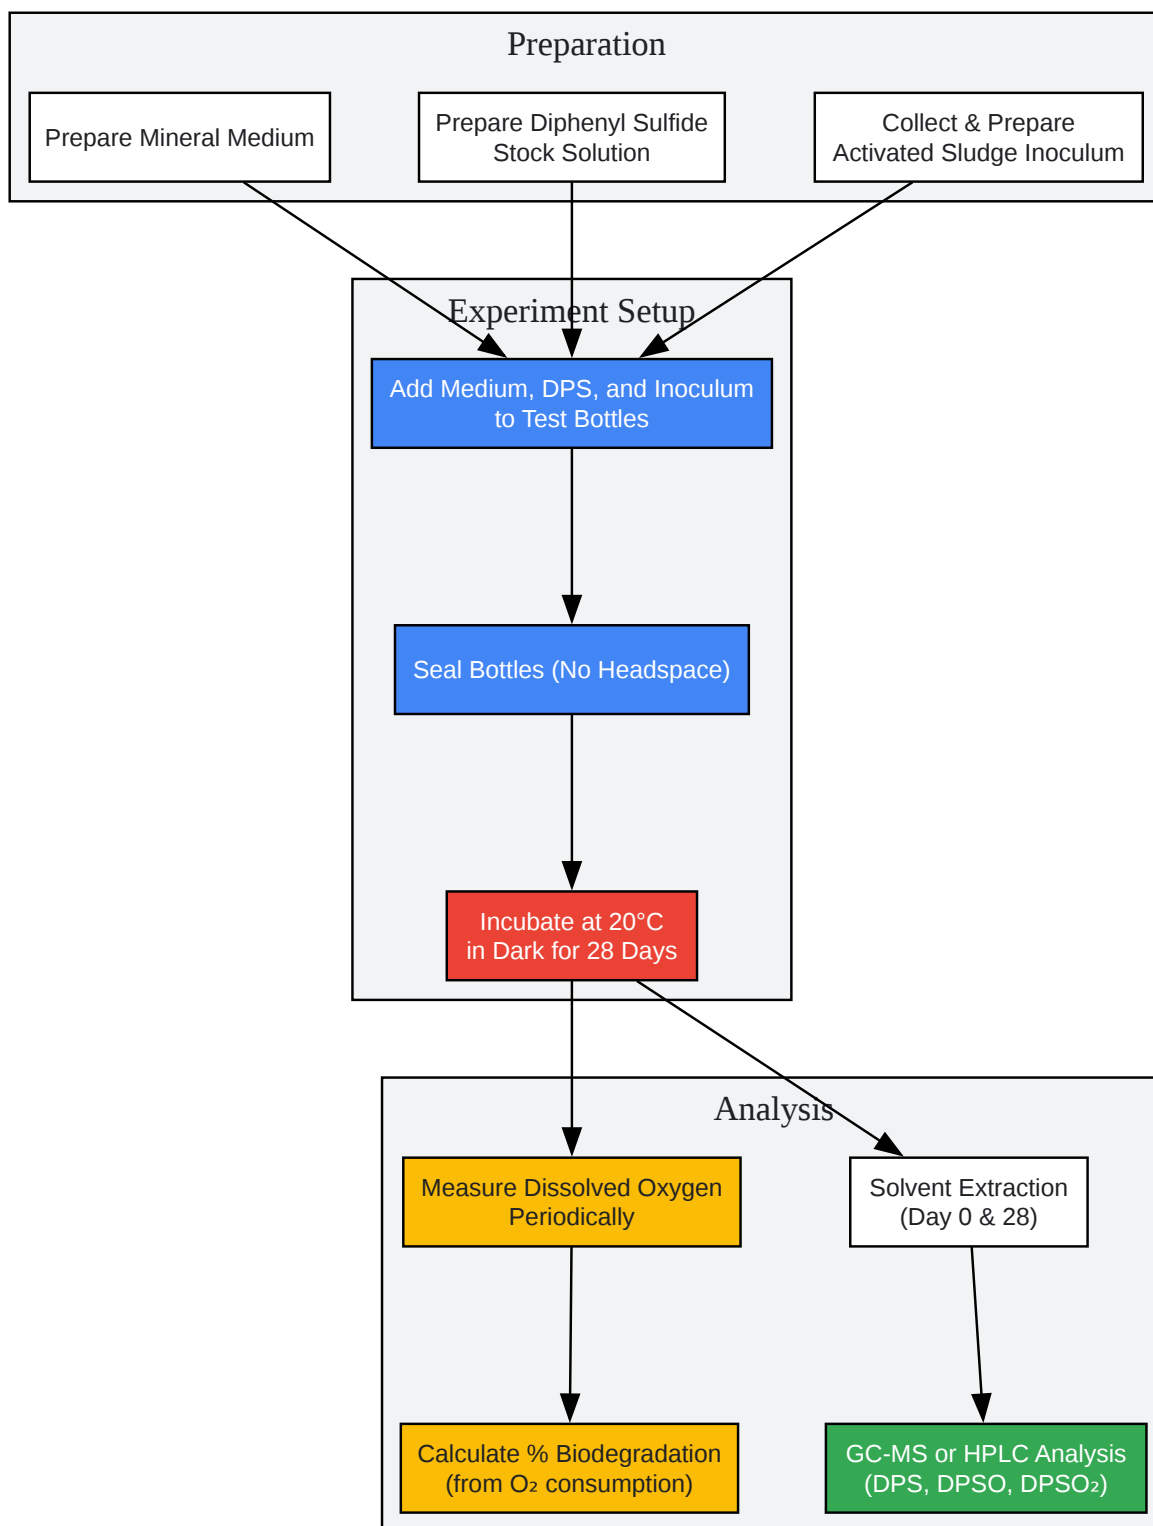 Preparation
Prepare Mineral Medium
Prepare Diphenyl Sulfide
Stock Solution
Collect & Prepare
Activated Sludge Inoculum
Experiment Setup
Add Medium, DPS, and Inoculum
to Test Bottles
Seal Bottles (No Headspace)
Incubate at 20°C
in Dark for 28 Days
Analysis
Measure Dissolved Oxygen
Periodically
Solvent Extraction
(Day 0 & 28)
Calculate % Biodegradation
(from O₂ consumption)
GC-MS or HPLC Analysis
(DPS, DPSO, DPSO₂)